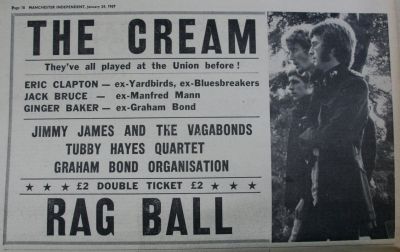 Page 10 MANCHESTER INDEPENDENT, January 24, 1967
THE CREAM
They've all played at the Union before !
ERIC CLAPTON — ex-Yardbirds, ex-Bluesbreakers
JACK BRUCE — ex-Manfred Mann
GINGER BAKER — ex-Graham Bond
JIMMY JAMES AND THE VAGABONDS
TUBBY HAYES QUARTET
GRAHAM BOND ORGANISATION
★ ★ ★ ★ £2 DOUBLE TICKET £2 ★ ★ ★ ★
RAG BALL